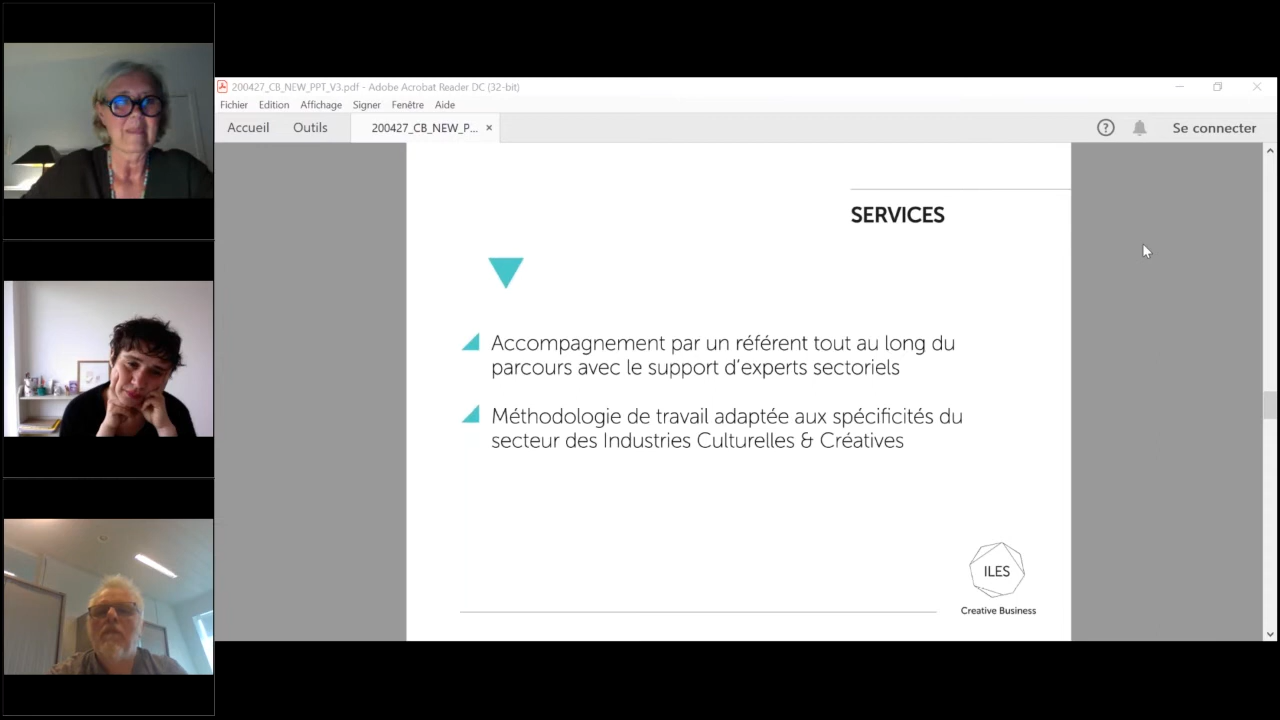 200427_CB_NEW_PPT_V3.pdf - Adobe Acrobat Reader DC (32-bit)
Fichier Edition Affichage Signer Fenêtre Aide
Accueil Outils 200427_CB_NEW_P... × Se connecter
SERVICES
Accompagnement par un référent tout au long du
parcours avec le support d'experts sectoriels
Méthodologie de travail adaptée aux spécificités du
secteur des Industries Culturelles & Créatives
ILES
Creative Business